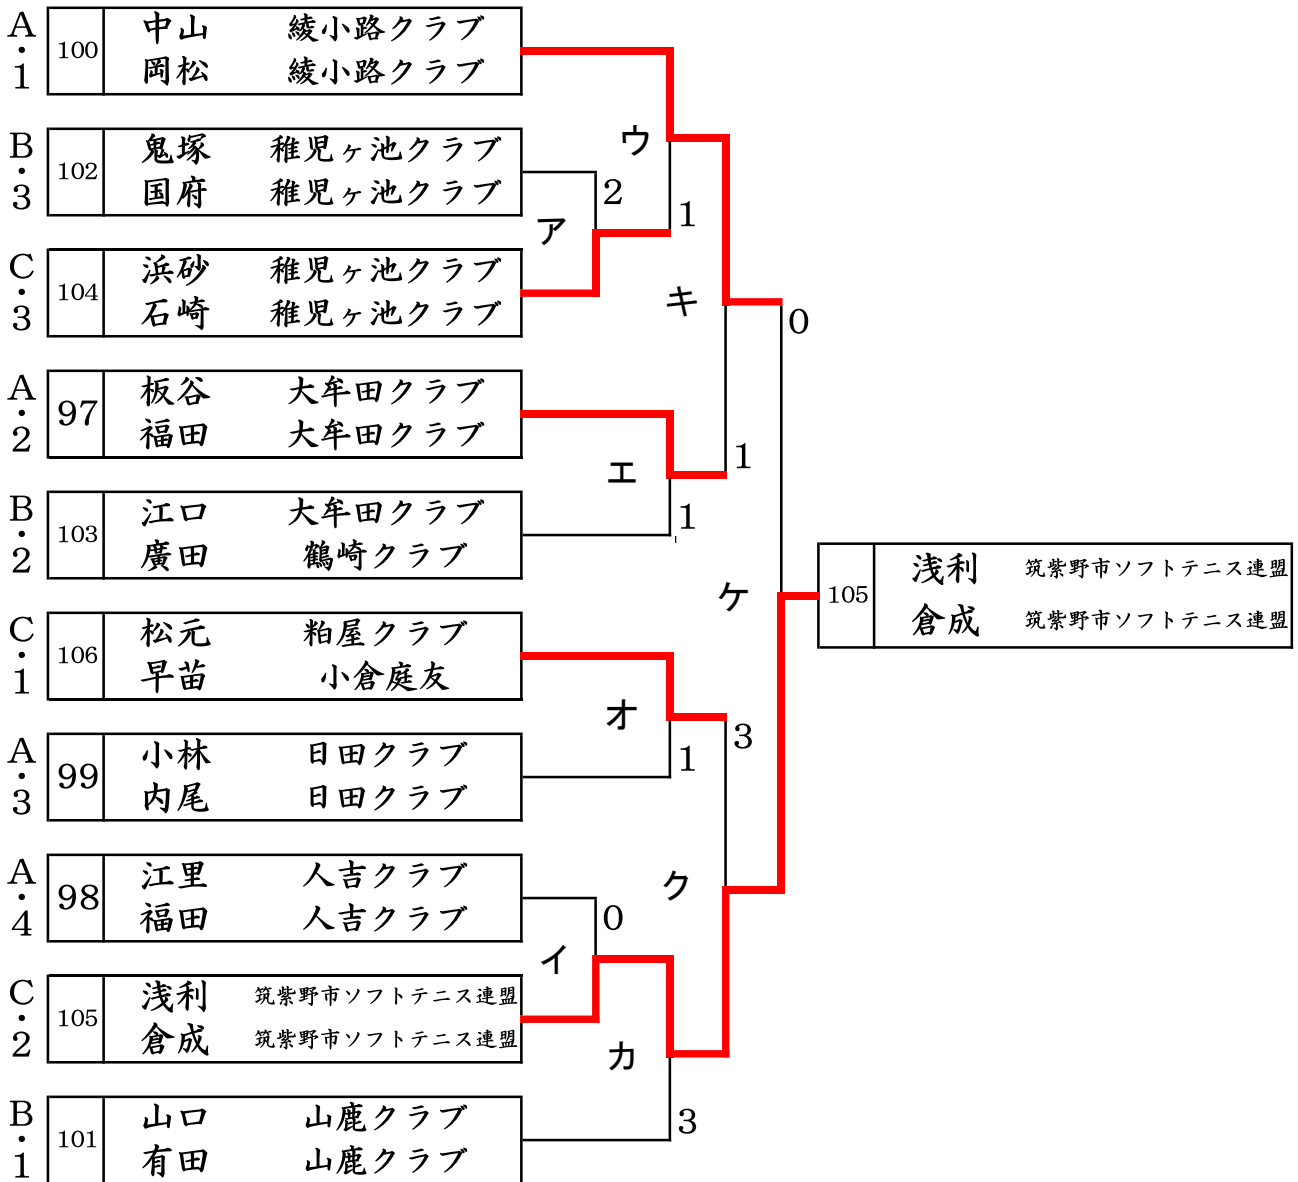 A・1 100 中山 綾小路クラブ
岡松 綾小路クラブ
ウ
B・3 102 鬼塚 稚児ヶ池クラブ
国府 稚児ヶ池クラブ
2
ア
1
C・3 104 浜砂 稚児ヶ池クラブ
石崎 稚児ヶ池クラブ
キ
0
A・2 97 板谷 大牟田クラブ
福田 大牟田クラブ
エ
1
B・2 103 江口 大牟田クラブ
廣田 鶴崎クラブ
1
ケ
105 浅利 筑紫野市ソフトテニス連盟
倉成 筑紫野市ソフトテニス連盟
C・1 106 松元 粕屋クラブ
早苗 小倉庭友
オ
3
A・3 99 小林 日田クラブ
内尾 日田クラブ
1
ク
A・4 98 江里 人吉クラブ
福田 人吉クラブ
0
イ
C・2 105 浅利 筑紫野市ソフトテニス連盟
倉成 筑紫野市ソフトテニス連盟
カ
B・1 101 山口 山鹿クラブ
有田 山鹿クラブ
3